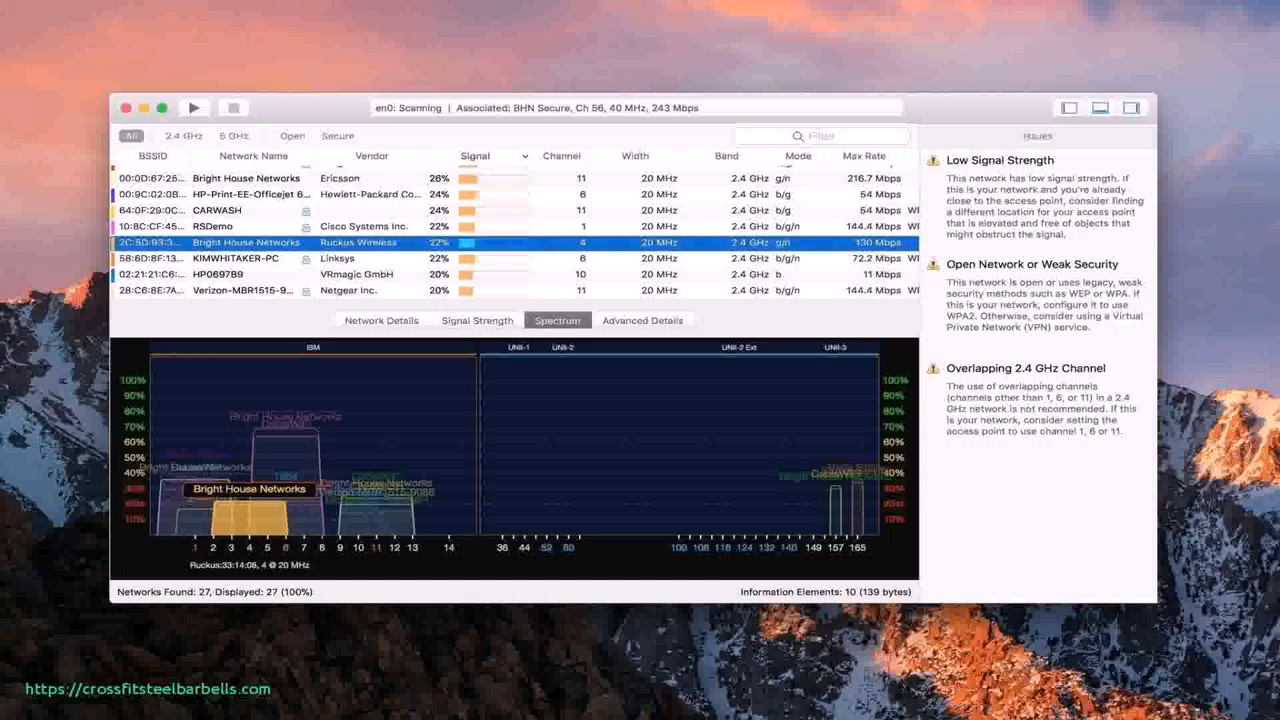 en0: Scanning | Associated: BHN Secure, Ch 56, 40 MHz, 243 Mbps
All 2.4 GHz 5 GHz Open Secure Filter
BSSID Network Name Vendor Signal Channel Width Band Mode Max Rate
00:0D:67:25... Bright House Networks Ericsson 26% 11 20 MHz 2.4 GHz g/n 216.7 Mbps
00:9C:02:0B... HP-Print-EE-Officejet 6... Hewlett-Packard Co... 24% 6 20 MHz 2.4 GHz b/g 54 Mbps
64:0F:29:0C... CARWASH 24% 11 20 MHz 2.4 GHz b/g 54 Mbps WI
10:8C:CF:45... RSDemo Cisco Systems Inc. 22% 1 20 MHz 2.4 GHz b/g/n 144.4 Mbps WI
2C:5D:93:3... Bright House Networks Ruckus Wireless 22% 4 20 MHz 2.4 GHz g/n 130 Mbps
58:6D:8F:13... KIMWHITAKER-PC Linksys 22% 6 20 MHz 2.4 GHz b/g/n 72.2 Mbps WI
02:21:21:C6:... HP0697B9 VRmagic GmbH 20% 10 20 MHz 2.4 GHz b 11 Mbps
28:C6:8E:7A... Verizon-MBR1515-9... Netgear Inc. 20% 11 20 MHz 2.4 GHz b/g/n 144.4 Mbps WI
Network Details Signal Strength Spectrum Advanced Details
ISM UNII-1 UNII-2 UNII-2 Ext UNII-3
100% 100%
90% 90%
80% 80%
Bright House Networks
70% 70%
60% 60%
50% 50%
40% 40%
Bright House Networks
30% 30%
20% 20%
10% 10%
1 2 3 4 5 6 7 8 9 10 11 12 13 14 36 44 52 60 100 108 116 124 132 140 149 157 165
Ruckus:33:14:08, 4 @ 20 MHz
Networks Found: 27, Displayed: 27 (100%) Information Elements: 10 (139 bytes)
Issues
Low Signal Strength
This network has low signal strength. If
this is your network and you're already
close to the access point, consider finding
a different location for your access point
that is elevated and free of objects that
might obstruct the signal.
Open Network or Weak Security
This network is open or uses legacy, weak
security methods such as WEP or WPA. If
this is your network, configure it to use
WPA2. Otherwise, consider using a Virtual
Private Network (VPN) service.
Overlapping 2.4 GHz Channel
The use of overlapping channels
(channels other than 1, 6, or 11) in a 2.4
GHz network is not recommended. If this
is your network, consider setting the
access point to use channel 1, 6 or 11.
https://crossfitsteelbarbells.com